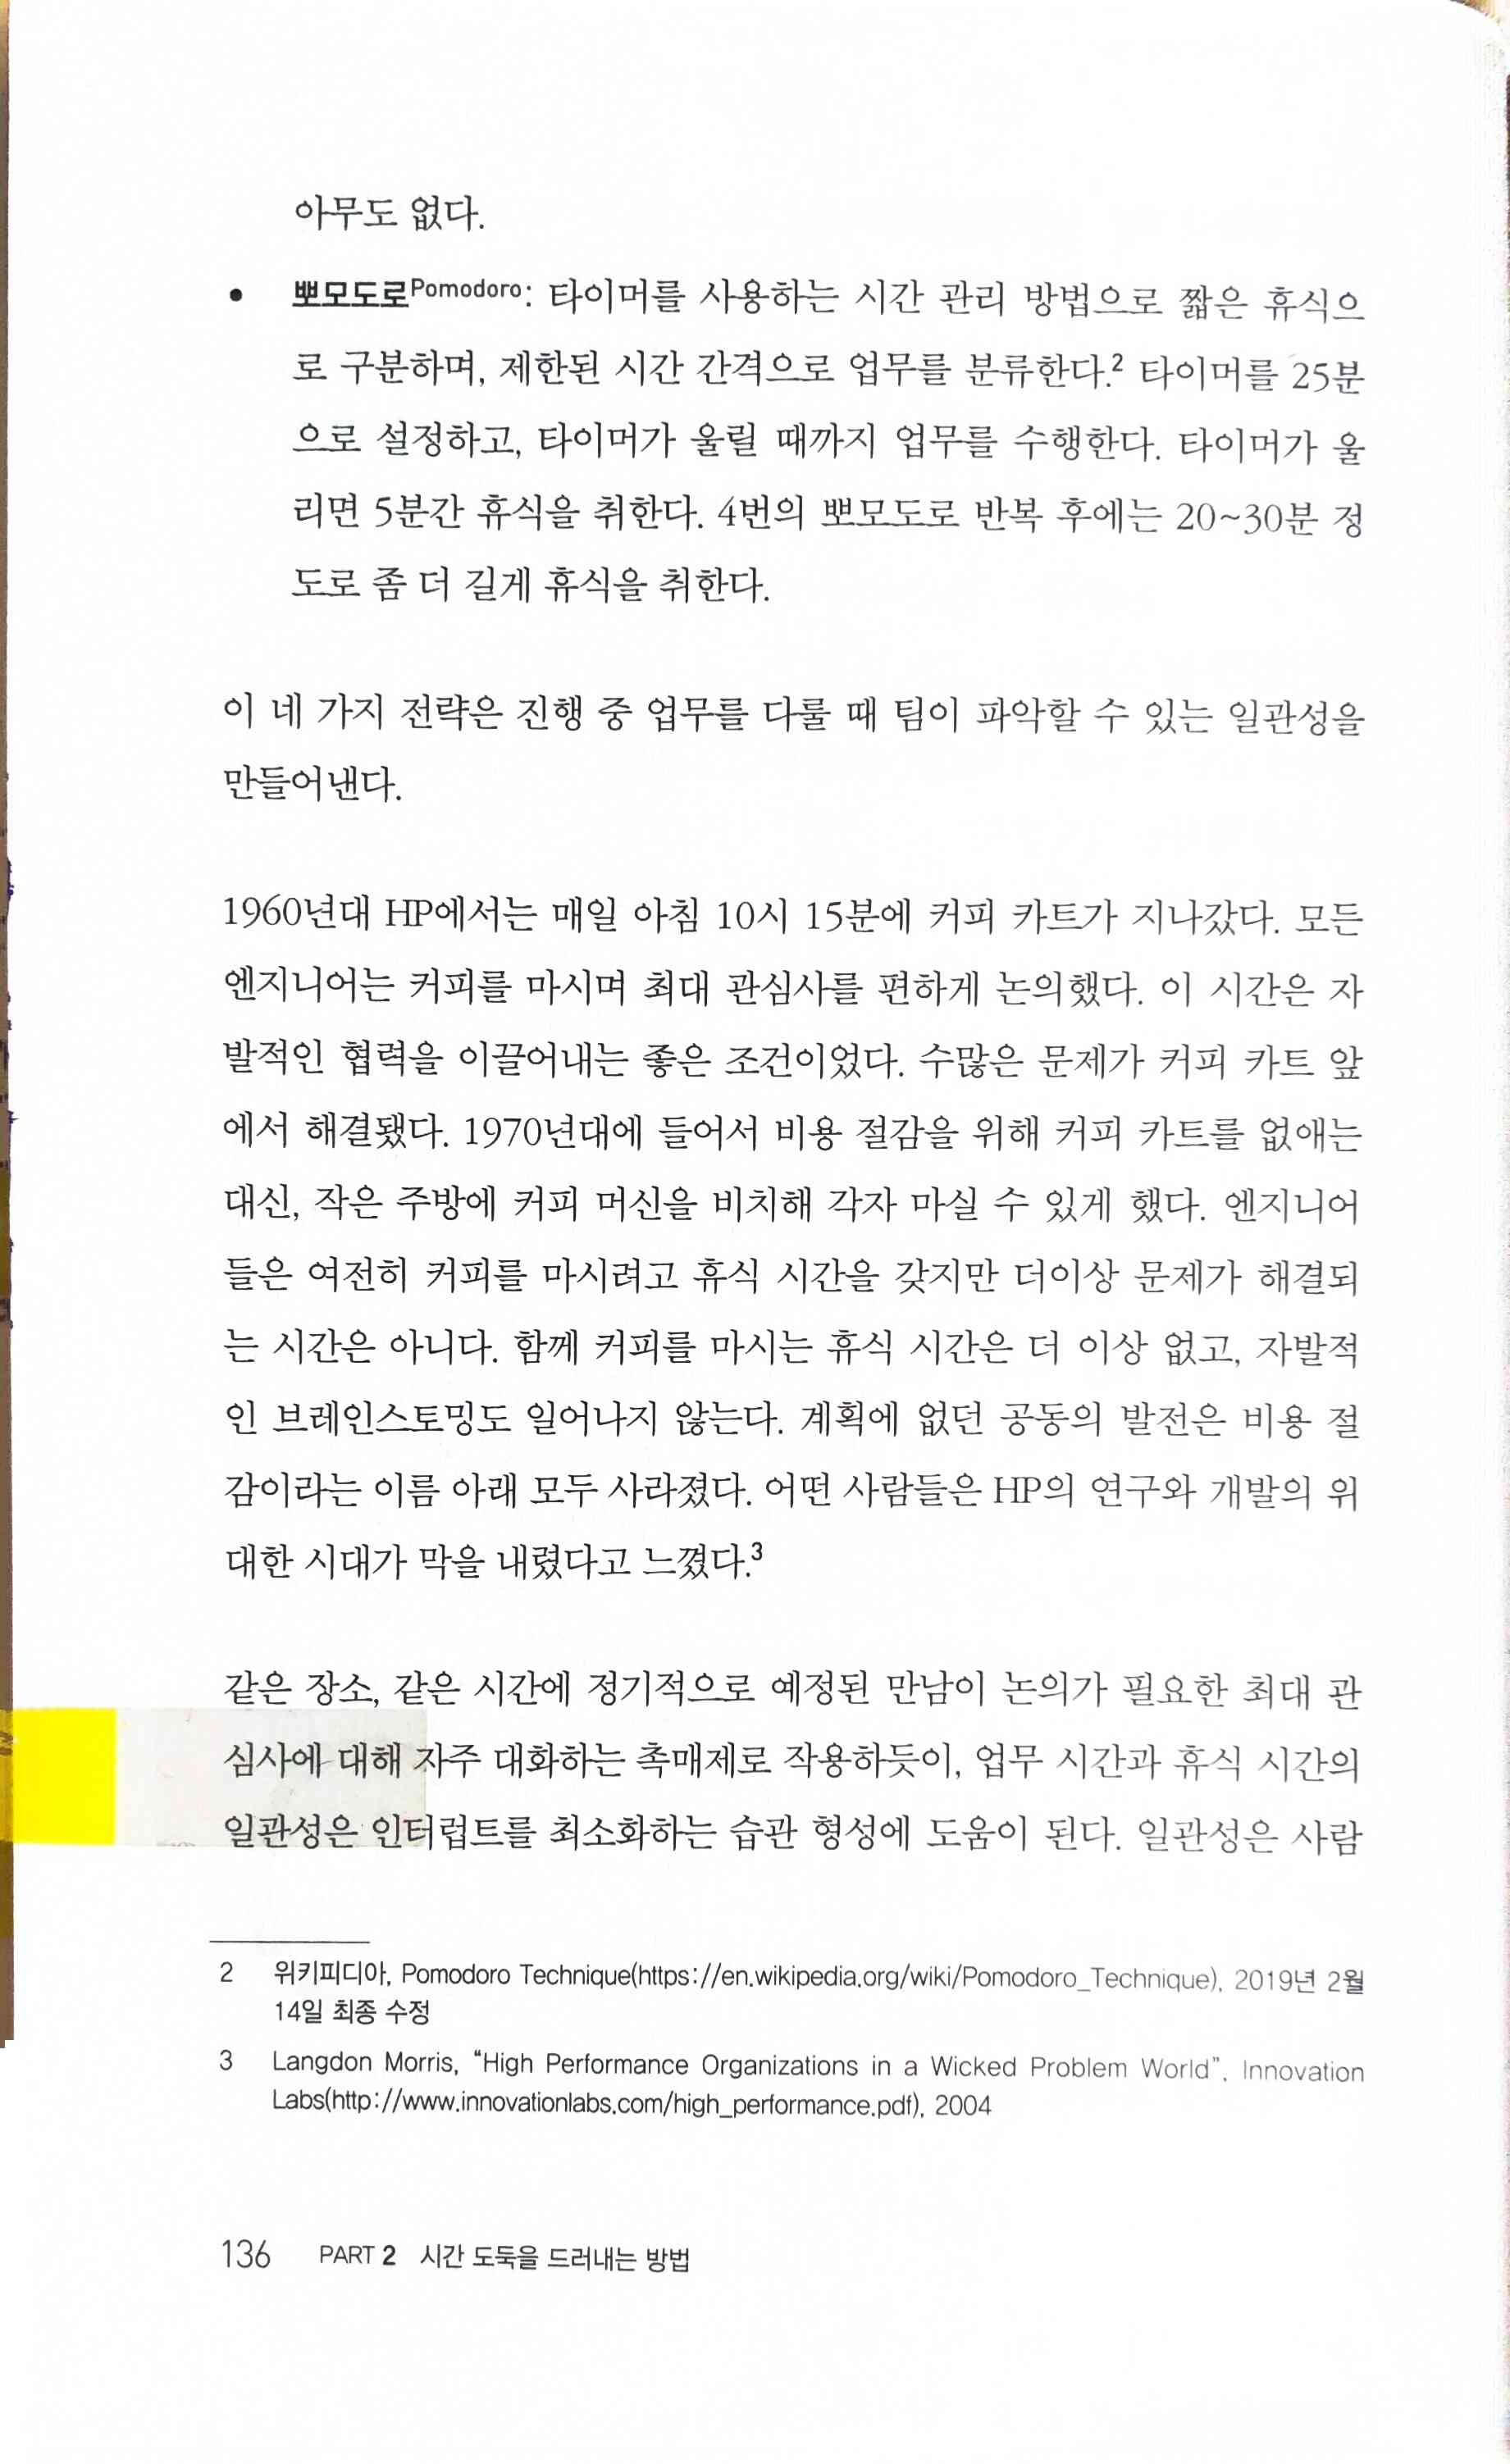 아무도 없다.
• 뽀모도로Pomodoro: 타이머를 사용하는 시간 관리 방법으로 짧은 휴식으
로 구분하며, 제한된 시간 간격으로 업무를 분류한다.2 타이머를 25분
으로 설정하고, 타이머가 울릴 때까지 업무를 수행한다. 타이머가 울
리면 5분간 휴식을 취한다. 4번의 뽀모도로 반복 후에는 20~30분 정
도로 좀 더 길게 휴식을 취한다.
이 네 가지 전략은 진행 중 업무를 다룰 때 팀이 파악할 수 있는 일관성을
만들어낸다.
1960년대 HP에서는 매일 아침 10시 15분에 커피 카트가 지나갔다. 모든
엔지니어는 커피를 마시며 최대 관심사를 편하게 논의했다. 이 시간은 자
발적인 협력을 이끌어내는 좋은 조건이었다. 수많은 문제가 커피 카트 앞
에서 해결됐다. 1970년대에 들어서 비용 절감을 위해 커피 카트를 없애는
대신, 작은 주방에 커피 머신을 비치해 각자 마실 수 있게 했다. 엔지니어
들은 여전히 커피를 마시려고 휴식 시간을 갖지만 더이상 문제가 해결되
는 시간은 아니다. 함께 커피를 마시는 휴식 시간은 더 이상 없고, 자발적
인 브레인스토밍도 일어나지 않는다. 계획에 없던 공동의 발전은 비용 절
감이라는 이름 아래 모두 사라졌다. 어떤 사람들은 HP의 연구와 개발의 위
대한 시대가 막을 내렸다고 느꼈다.3
같은 장소, 같은 시간에 정기적으로 예정된 만남이 논의가 필요한 최대 관
심사에 대해 자주 대화하는 촉매제로 작용하듯이, 업무 시간과 휴식 시간의
일관성은 인터럽트를 최소화하는 습관 형성에 도움이 된다. 일관성은 사람
2 위키피디아, Pomodoro Technique(https://en.wikipedia.org/wiki/Pomodoro_Technique), 2019년 2월
14일 최종 수정
3 Langdon Morris, “High Performance Organizations in a Wicked Problem World”, Innovation
Labs(http://www.innovationlabs.com/high_performance.pdf), 2004
136 PART 2 시간 도둑을 드러내는 방법